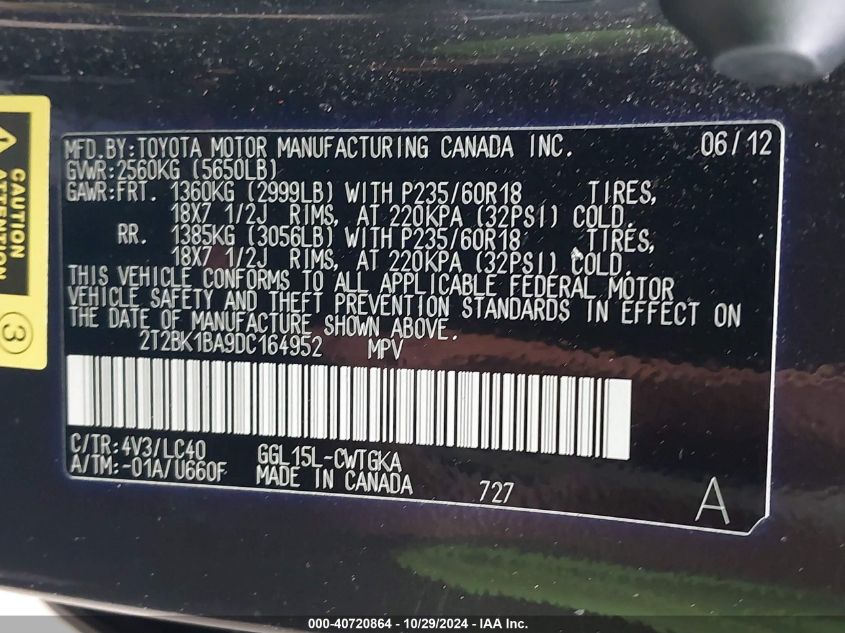 MFD.BY:TOYOTA MOTOR MANUFACTURING CANADA INC. 06/12
GVWR:2560KG (5650LB)
GAWR:FRT. 1360KG (2999LB) WITH P235/60R18 TIRES,
18X7 1/2J RIMS, AT 220KPA (32PSI) COLD.
RR. 1385KG (3056LB) WITH P235/60R18 TIRES,
18X7 1/2J RIMS, AT 220KPA (32PSI) COLD.
THIS VEHICLE CONFORMS TO ALL APPLICABLE FEDERAL MOTOR
VEHICLE SAFETY AND THEFT PREVENTION STANDARDS IN EFFECT ON
THE DATE OF MANUFACTURE SHOWN ABOVE.
2T2BK1BA9DC164952 MPV
C/TR:4V3/LC40 GGL15L-CWTGKA
A/TM:-01A/U660F MADE IN CANADA 727 A
CAUTION
ATTENTION
3
000-40720864 / 10/29/2024 - IAA Inc.